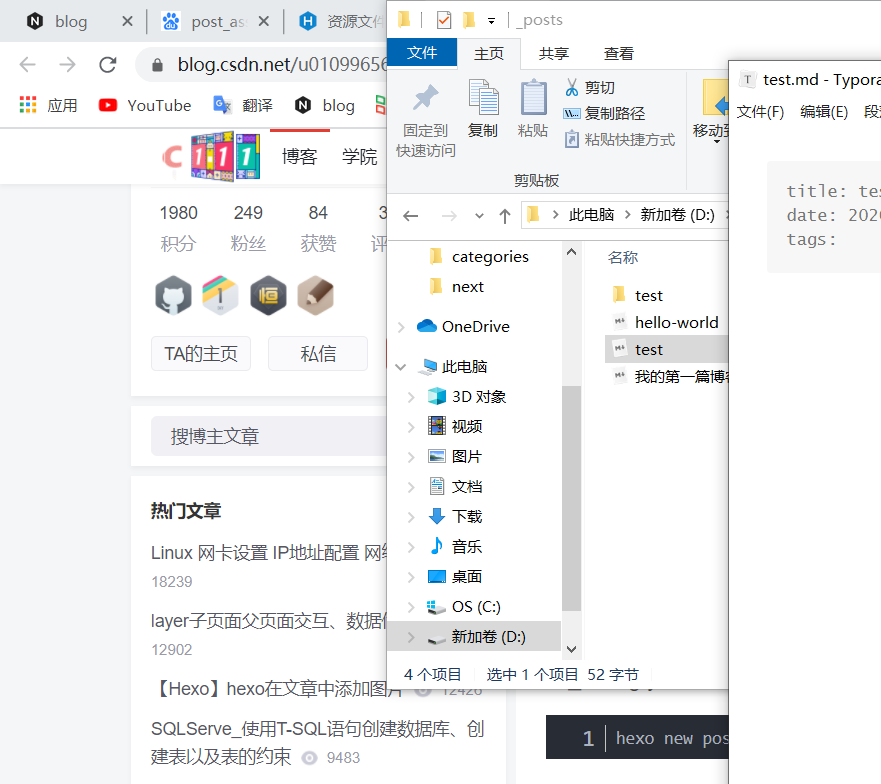 blog
post_as
资源文件
blog.csdn.net/u01099656
应用
YouTube
翻译
blog
C
1 1 1
博客
学院
1980
249
84
3
积分
粉丝
获赞
评
TA的主页
私信
搜博主文章
热门文章
Linux 网卡设置 IP地址配置 网络
18239
layer子页面父页面交互、数据传
12902
【Hexo】hexo在文章中添加图片 12426
SQLServe_使用T-SQL语句创建数据库、创
建表以及表的约束 9483
_posts
文件
主页
共享
查看
固定到
快速访问
复制
粘贴
剪切
复制路径
粘贴快捷方式
移动到
剪贴板
此电脑
新加卷 (D:)
categories
next
OneDrive
此电脑
3D 对象
视频
图片
文档
下载
音乐
桌面
OS (C:)
新加卷 (D:)
名称
test
hello-world
test
我的第一篇博客
4 个项目
选中 1 个项目 52 字节
test.md - Typora
文件(F)
编辑(E)
段
title: tes
date: 2020
tags:
1
hexo new pos